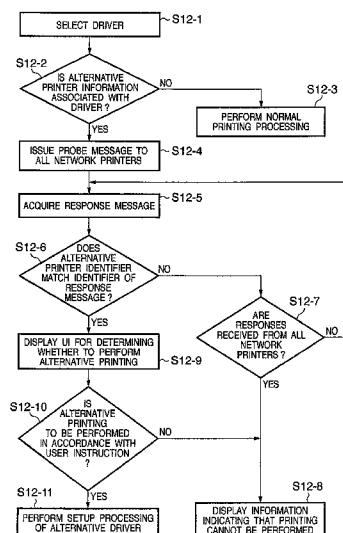 SELECT DRIVER
S12-1
S12-2
IS ALTERNATIVE
PRINTER INFORMATION
ASSOCIATED WITH
DRIVER ?
NO
S12-3
PERFORM NORMAL
PRINTING PROCESSING
YES
ISSUE PROBE MESSAGE TO
ALL NETWORK PRINTERS
S12-4
ACQUIRE RESPONSE MESSAGE
S12-5
S12-6
DOES
ALTERNATIVE
PRINTER IDENTIFIER
MATCH IDENTIFIER OF
RESPONSE
MESSAGE ?
NO
S12-7
ARE
RESPONSES
RECEIVED FROM ALL
NETWORK
PRINTERS ?
NO
YES
YES
DISPLAY UI FOR DETERMINING
WHETHER TO PERFORM
ALTERNATIVE PRINTING
S12-9
S12-10
IS
ALTERNATIVE
PRINTING
TO BE PERFORMED
IN ACCORDANCE WITH
USER INSTRUCTION
?
NO
YES
S12-11
PERFORM SETUP PROCESSING
OF ALTERNATIVE DRIVER
S12-8
DISPLAY INFORMATION
INDICATING THAT PRINTING
CANNOT BE PERFORMED